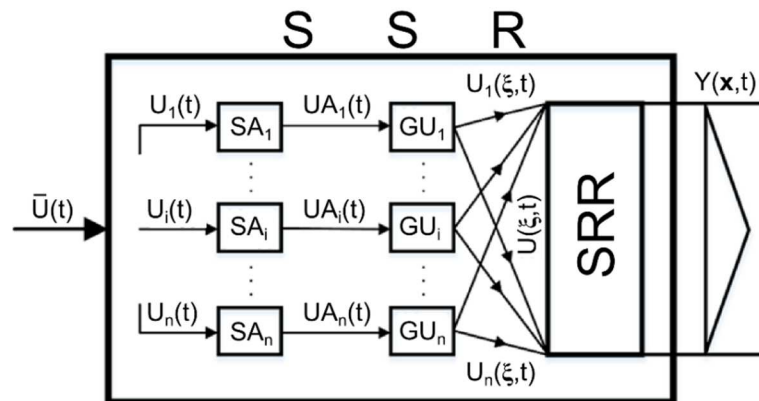 S S R
U₁(ξ,t) Y(x,t)
U₁(t) SA₁ UA₁(t) GU₁
Ū(t) Uᵢ(t) SAᵢ UAᵢ(t) GUᵢ U(ξ,t) SRR
Uₙ(t) SAₙ UAₙ(t) GUₙ
Uₙ(ξ,t)